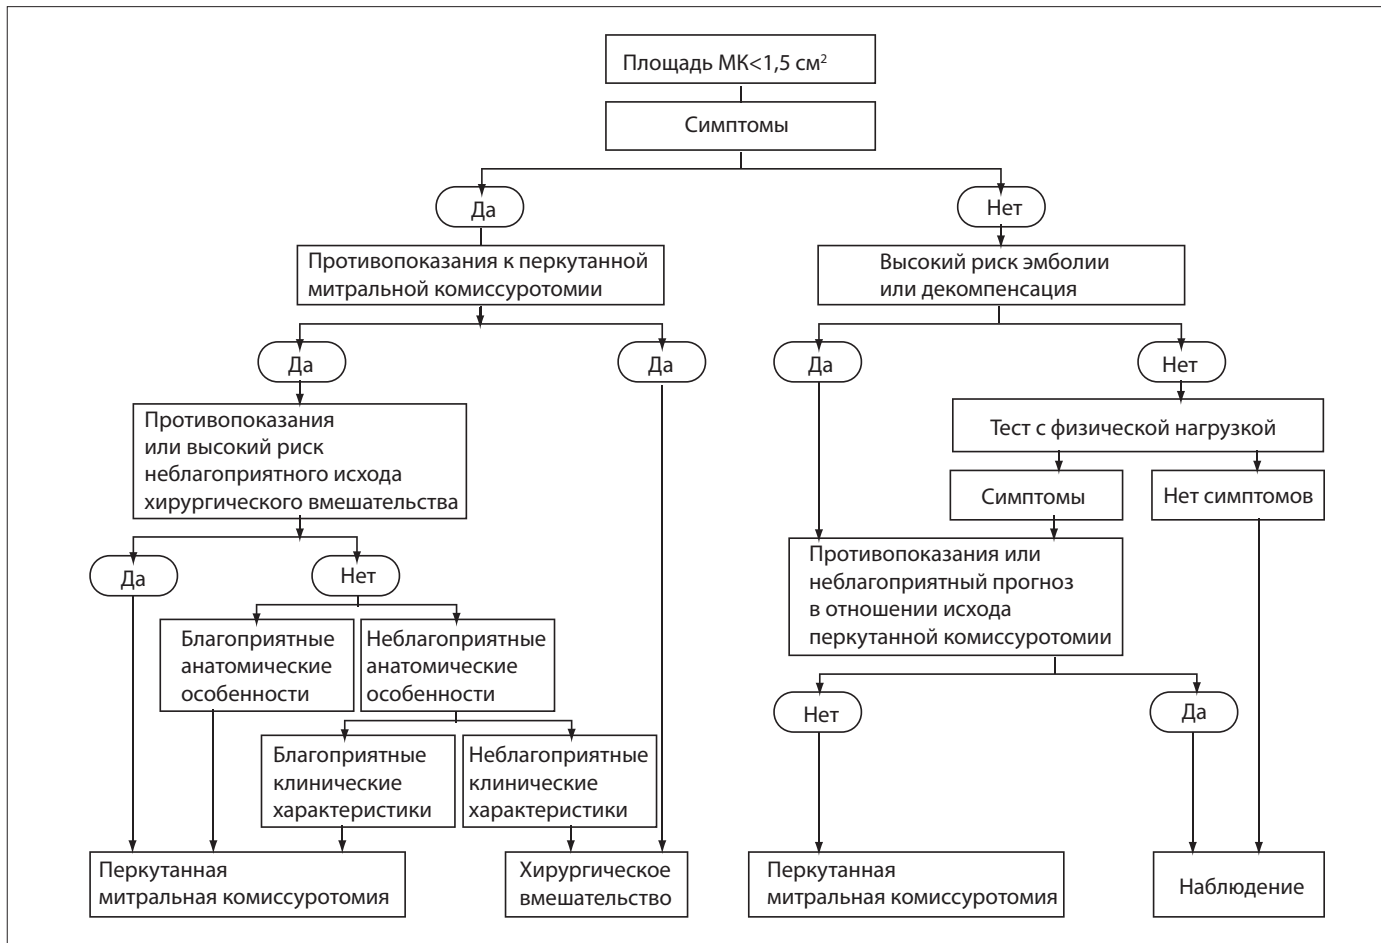 Площадь МК<1,5 см²
Симптомы
Да
Нет
Противопоказания к перкутанной
митральной комиссуротомии
Высокий риск эмболии
или декомпенсация
Да
Да
Да
Нет
Противопоказания
или высокий риск
неблагоприятного исхода
хирургического вмешательства
Тест с физической нагрузкой
Симптомы
Нет симптомов
Да
Нет
Противопоказания или
неблагоприятный прогноз
в отношении исхода
перкутанной комиссуротомии
Благоприятные
анатомические
особенности
Неблагоприятные
анатомические
особенности
Нет
Да
Благоприятные
клинические
характеристики
Неблагоприятные
клинические
характеристики
Перкутанная
митральная комиссуротомия
Хирургическое
вмешательство
Перкутанная
митральная комиссуротомия
Наблюдение